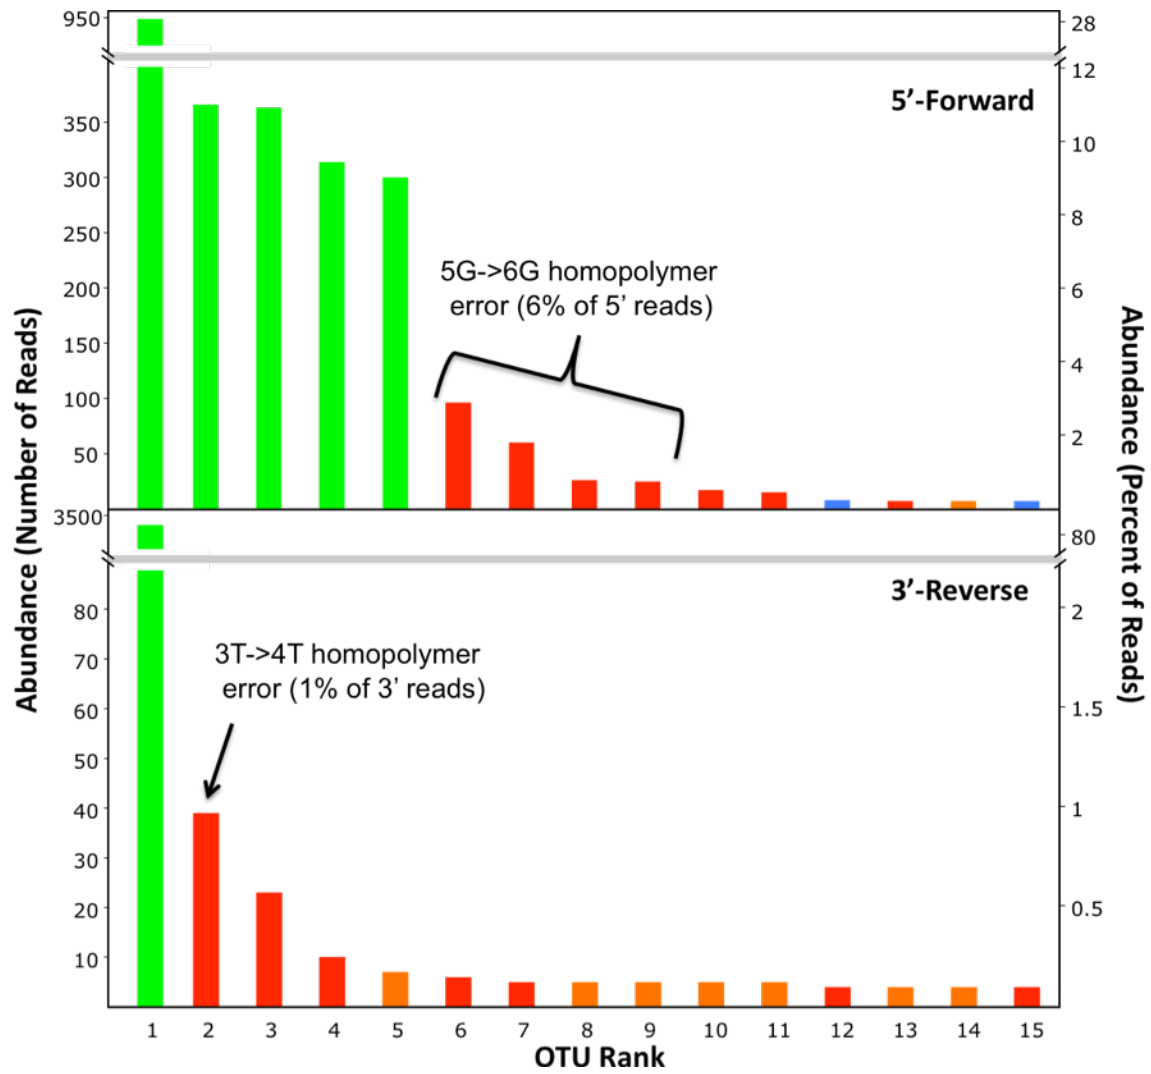 950
350
300
250
200
150
100
50
28
12
10
8
6
4
2
5’-Forward
5G->6G homopolymer
error (6% of 5’ reads)
Abundance (Number of Reads)
Abundance (Percent of Reads)
3500
80
70
60
50
40
30
20
10
80
2
1.5
1
0.5
3’-Reverse
3T->4T homopolymer
error (1% of 3’ reads)
1 2 3 4 5 6 7 8 9 10 11 12 13 14 15
OTU Rank